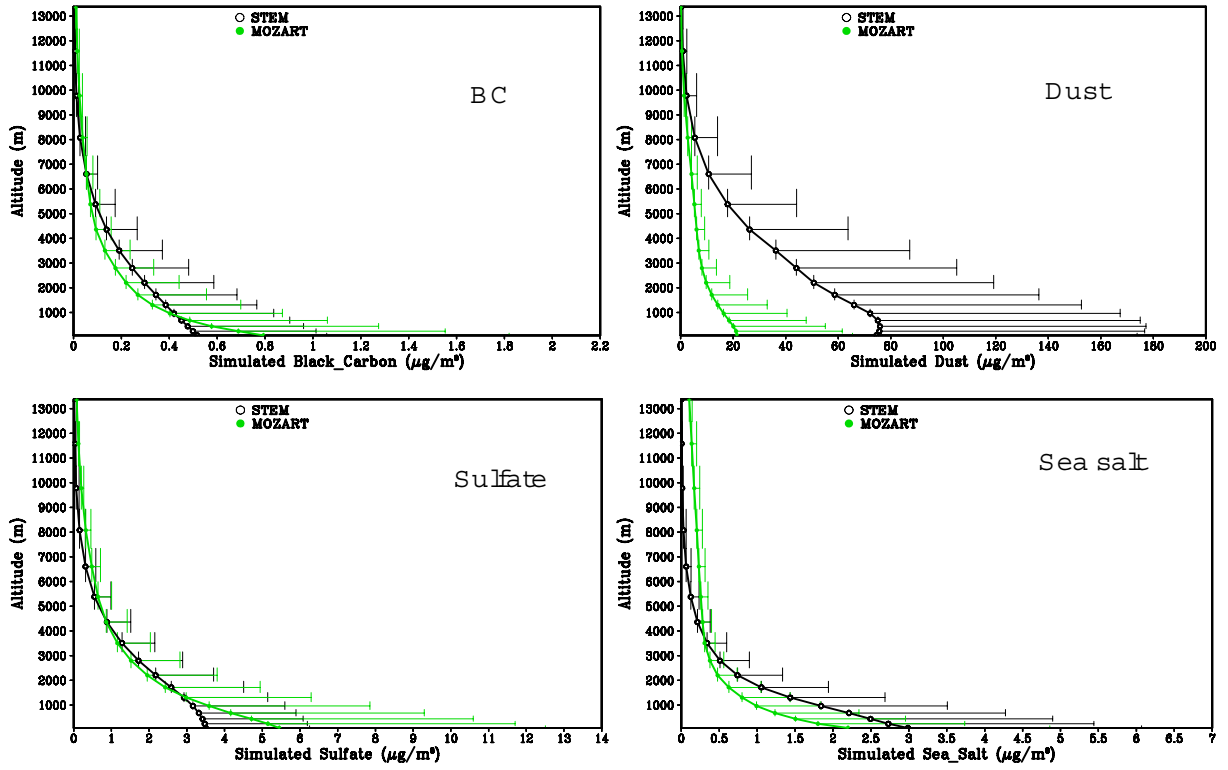 13000
12000
11000
10000
9000
8000
7000
6000
5000
4000
3000
2000
1000
Altitude (m)
STEM
MOZART
BC
0 0.2 0.4 0.6 0.8 1 1.2 1.4 1.6 1.8 2 2.2
Simulated Black_Carbon (μg/m³)
13000
12000
11000
10000
9000
8000
7000
6000
5000
4000
3000
2000
1000
Altitude (m)
STEM
MOZART
Dust
0 20 40 60 80 100 120 140 160 180 200
Simulated Dust (μg/m³)
13000
12000
11000
10000
9000
8000
7000
6000
5000
4000
3000
2000
1000
Altitude (m)
STEM
MOZART
Sulfate
0 1 2 3 4 5 6 7 8 9 10 11 12 13 14
Simulated Sulfate (μg/m³)
13000
12000
11000
10000
9000
8000
7000
6000
5000
4000
3000
2000
1000
Altitude (m)
STEM
MOZART
Sea salt
0 0.5 1 1.5 2 2.5 3 3.5 4 4.5 5 5.5 6 6.5 7
Simulated Sea_Salt (μg/m³)